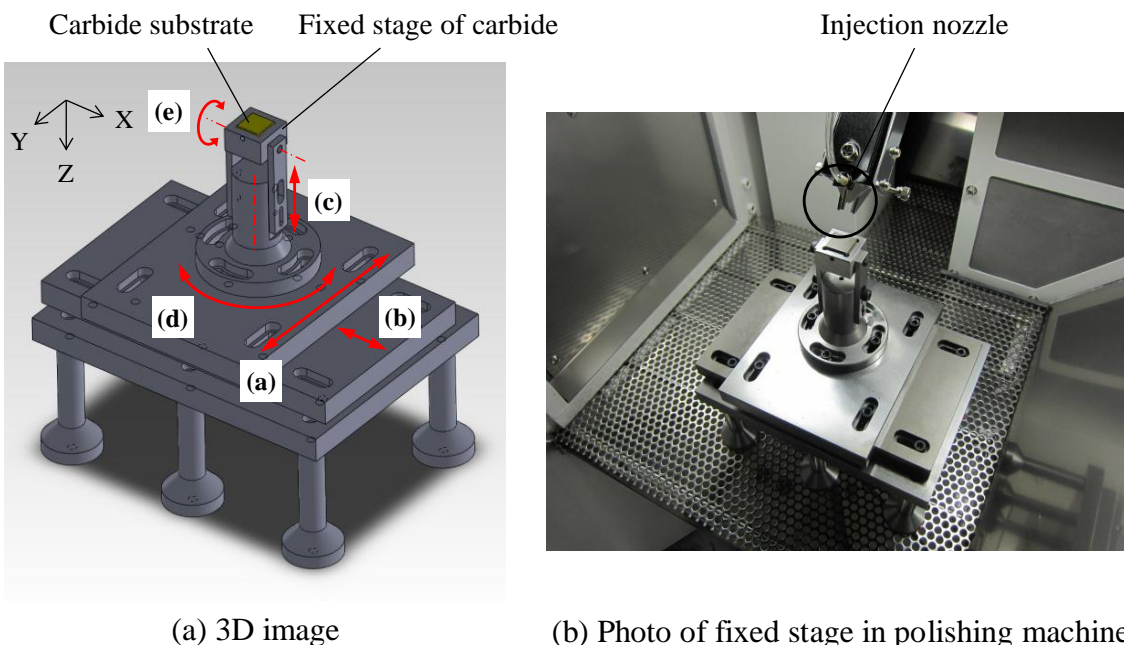 Carbide substrate Fixed stage of carbide Injection nozzle
(e)
X
Y
Z
(c)
(d)
(b)
(a)
(a) 3D image (b) Photo of fixed stage in polishing machine